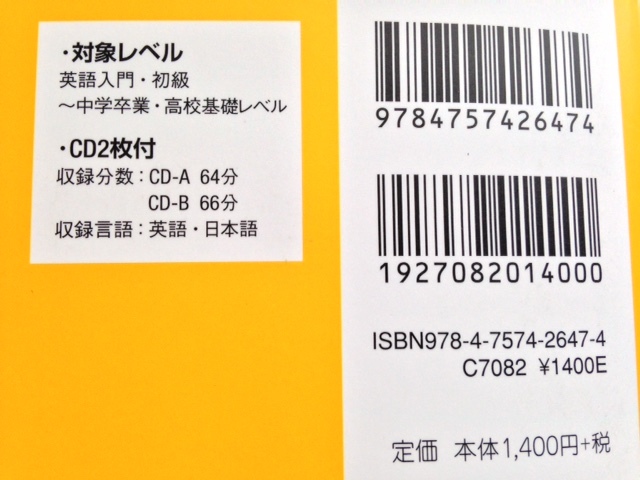 ・対象レベル
英語入門・初級
～中学卒業・高校基礎レベル
・CD2枚付
収録分数：CD-A 64分
CD-B 66分
収録言語：英語・日本語
9784757426474
1927082014000
ISBN978-4-7574-2647-4
C7082 ¥1400E
定価 本体1,400円+税